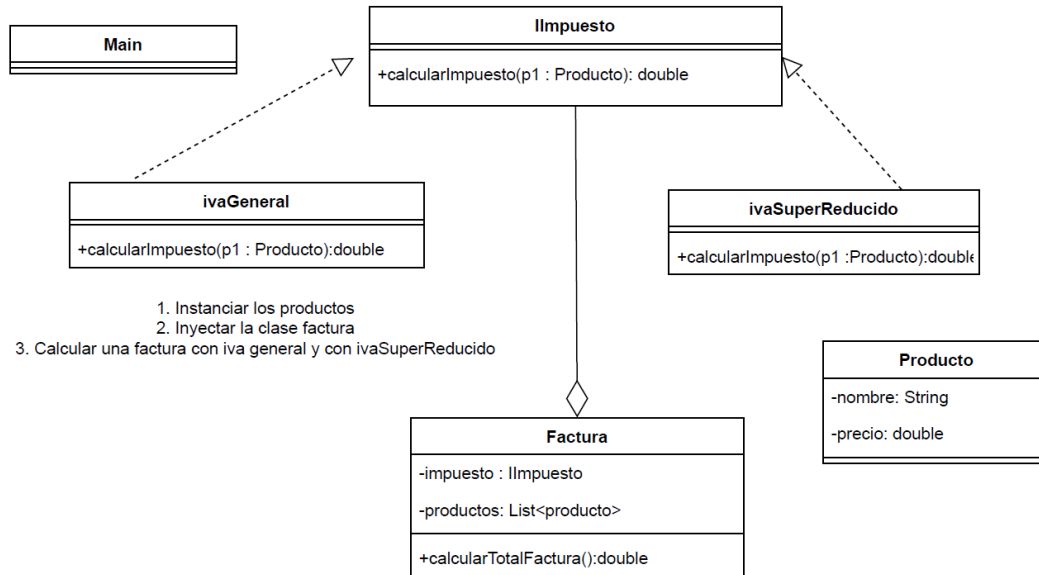 Main
IImpuesto
+calcularImpuesto(p1 : Producto): double
ivaGeneral
+calcularImpuesto(p1 : Producto):double
ivaSuperReducido
+calcularImpuesto(p1 :Producto):double
1. Instanciar los productos
2. Inyectar la clase factura
3. Calcular una factura con iva general y con ivaSuperReducido
Producto
-nombre: String
-precio: double
Factura
-impuesto : IImpuesto
-productos: List<producto>
+calcularTotalFactura():double